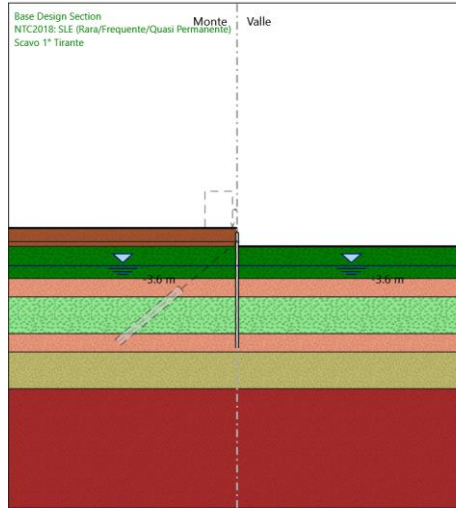 Base Design Section
NTC2018: SLE (Rara/Frequente/Quasi Permanente)
Scavo 1° Tirante
Monte
Valle
-3.6 m
-3.6 m